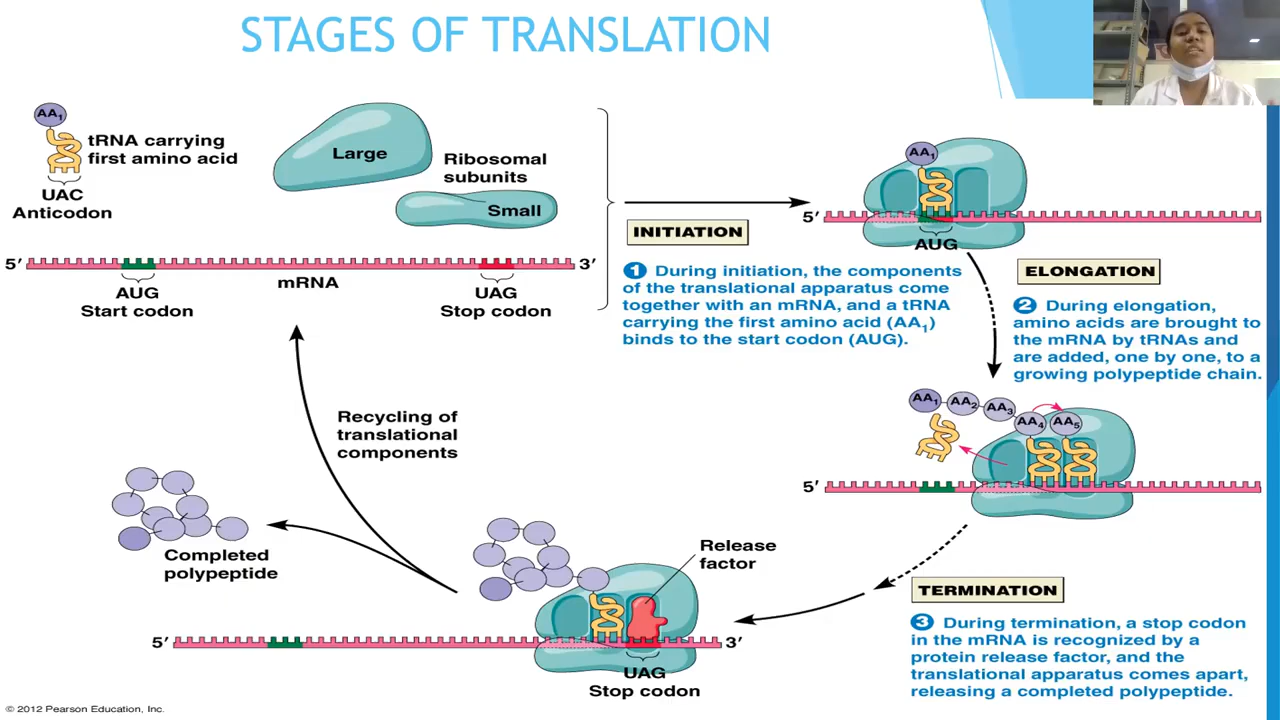 STAGES OF TRANSLATION
AA1
tRNA carrying
first amino acid
UAC
Anticodon
Large
Ribosomal
subunits
Small
5′
3′
AUG
Start codon
mRNA
UAG
Stop codon
INITIATION
1 During initiation, the components
of the translational apparatus come
together with an mRNA, and a tRNA
carrying the first amino acid (AA1)
binds to the start codon (AUG).
AA1
5′
AUG
ELONGATION
2 During elongation,
amino acids are brought to
the mRNA by tRNAs and
are added, one by one, to a
growing polypeptide chain.
AA1 AA2 AA3 AA4 AA5
5′
TERMINATION
3 During termination, a stop codon
in the mRNA is recognized by a
protein release factor, and the
translational apparatus comes apart,
releasing a completed polypeptide.
Release
factor
5′
3′
UAG
Stop codon
Recycling of
translational
components
Completed
polypeptide
© 2012 Pearson Education, Inc.